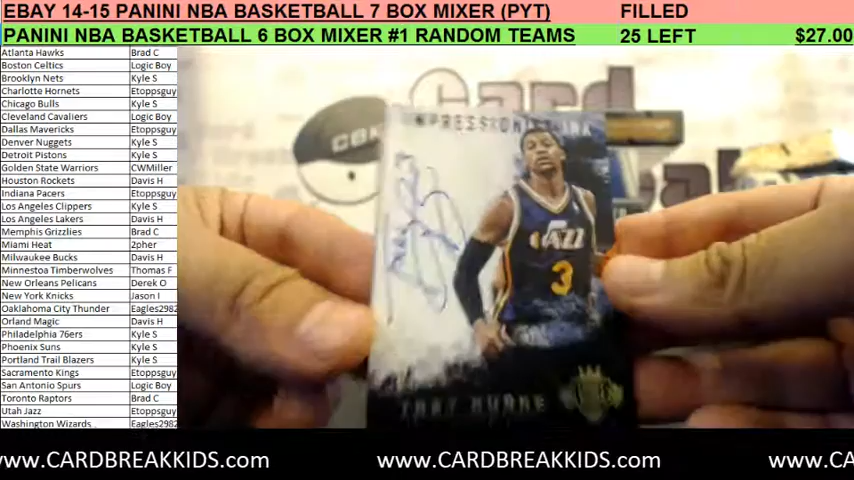 EBAY 14-15 PANINI NBA BASKETBALL 7 BOX MIXER (PYT) FILLED
PANINI NBA BASKETBALL 6 BOX MIXER #1 RANDOM TEAMS 25 LEFT $27.00
Atlanta Hawks Brad C
Boston Celtics Logic Boy
Brooklyn Nets Kyle S
Charlotte Hornets Etoppsguy
Chicago Bulls Kyle S
Cleveland Cavaliers Logic Boy
Dallas Mavericks Etoppsguy
Denver Nuggets Kyle S
Detroit Pistons Kyle S
Golden State Warriors CWMiller
Houston Rockets Davis H
Indiana Pacers Etoppsguy
Los Angeles Clippers Kyle S
Los Angeles Lakers Davis H
Memphis Grizzlies Brad C
Miami Heat 2pher
Milwaukee Bucks Davis H
Minnestoa Timberwolves Thomas F
New Orleans Pelicans Derek O
New York Knicks Jason I
Oaklahoma City Thunder Eagles2982
Orland Magic Davis H
Philadelphia 76ers Kyle S
Phoenix Suns Kyle S
Portland Trail Blazers Kyle S
Sacramento Kings Etoppsguy
San Antonio Spurs Logic Boy
Toronto Raptors Brad C
Utah Jazz Etoppsguy
Washington Wizards Eagles2982
INK
JAZZ
3
TREY BURKE
www.CARDBREAKKIDS.com www.CARDBREAKKIDS.com www.CA